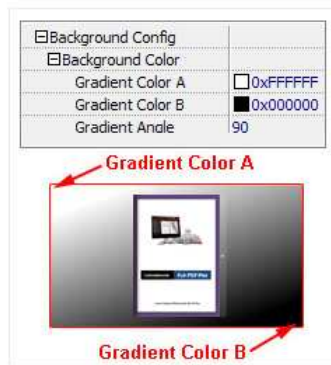 Background Config
Background Color
Gradient Color A 0xFFFFFF
Gradient Color B 0x000000
Gradient Angle 90
Gradient Color A
Gradient Color B